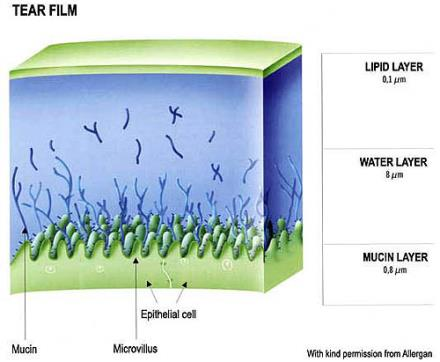 TEAR FILM
LIPID LAYER
0,1 µm
WATER LAYER
8 µm
MUCIN LAYER
0,8 µm
Epithelial cell
Mucin
Microvillus
With kind permission from Allergan